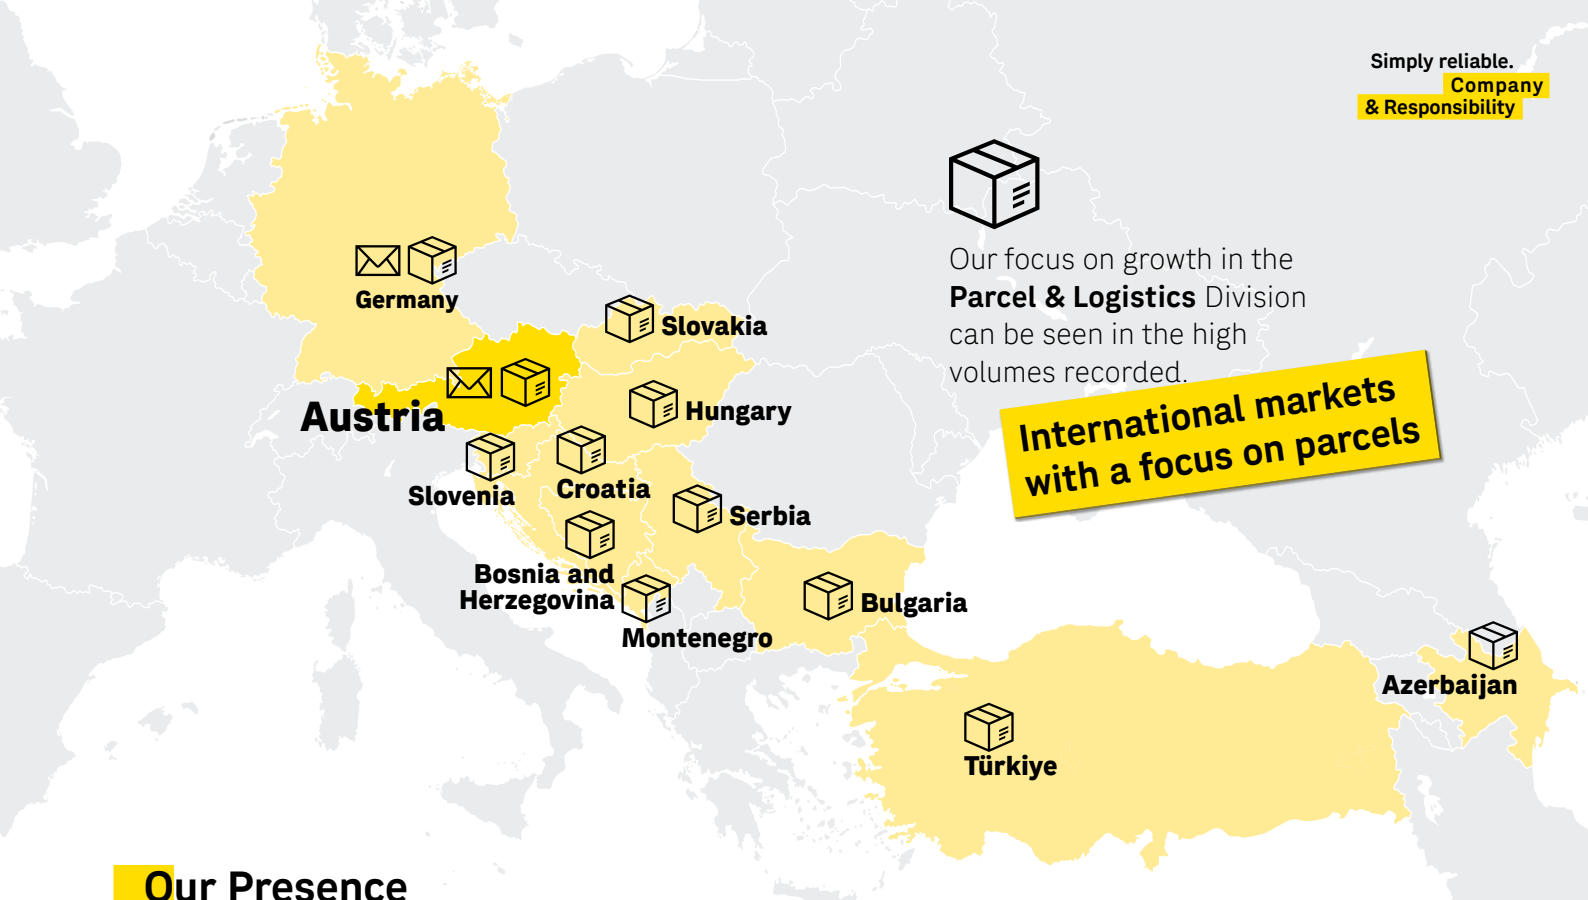 Simply reliable.
Company
& Responsibility
Our focus on growth in the
Parcel & Logistics Division
can be seen in the high
volumes recorded.
International markets
with a focus on parcels
Germany
Slovakia
Austria
Hungary
Slovenia
Croatia
Serbia
Bosnia and
Herzegovina
Montenegro
Bulgaria
Azerbaijan
Türkiye
Our Presence